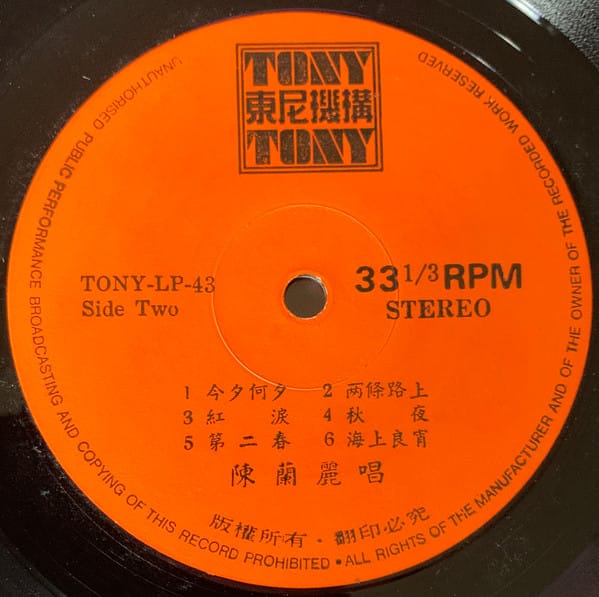 TONY
東尼機構
TONY
TONY-LP-43
Side Two
33 1/3 RPM
STEREO
1 今夕何夕 2 两條路上
3 紅 淚 4 秋 夜
5 第二春 6 海上良宵
陳蘭麗唱
版權所有・翻印必究
UNAUTHORISED PUBLIC PERFORMANCE BROADCASTING AND COPYING OF THIS RECORD PROHIBITED • ALL RIGHTS OF THE MANUFACTURER AND OF THE OWNER OF THE RECORDED WORK RESERVED